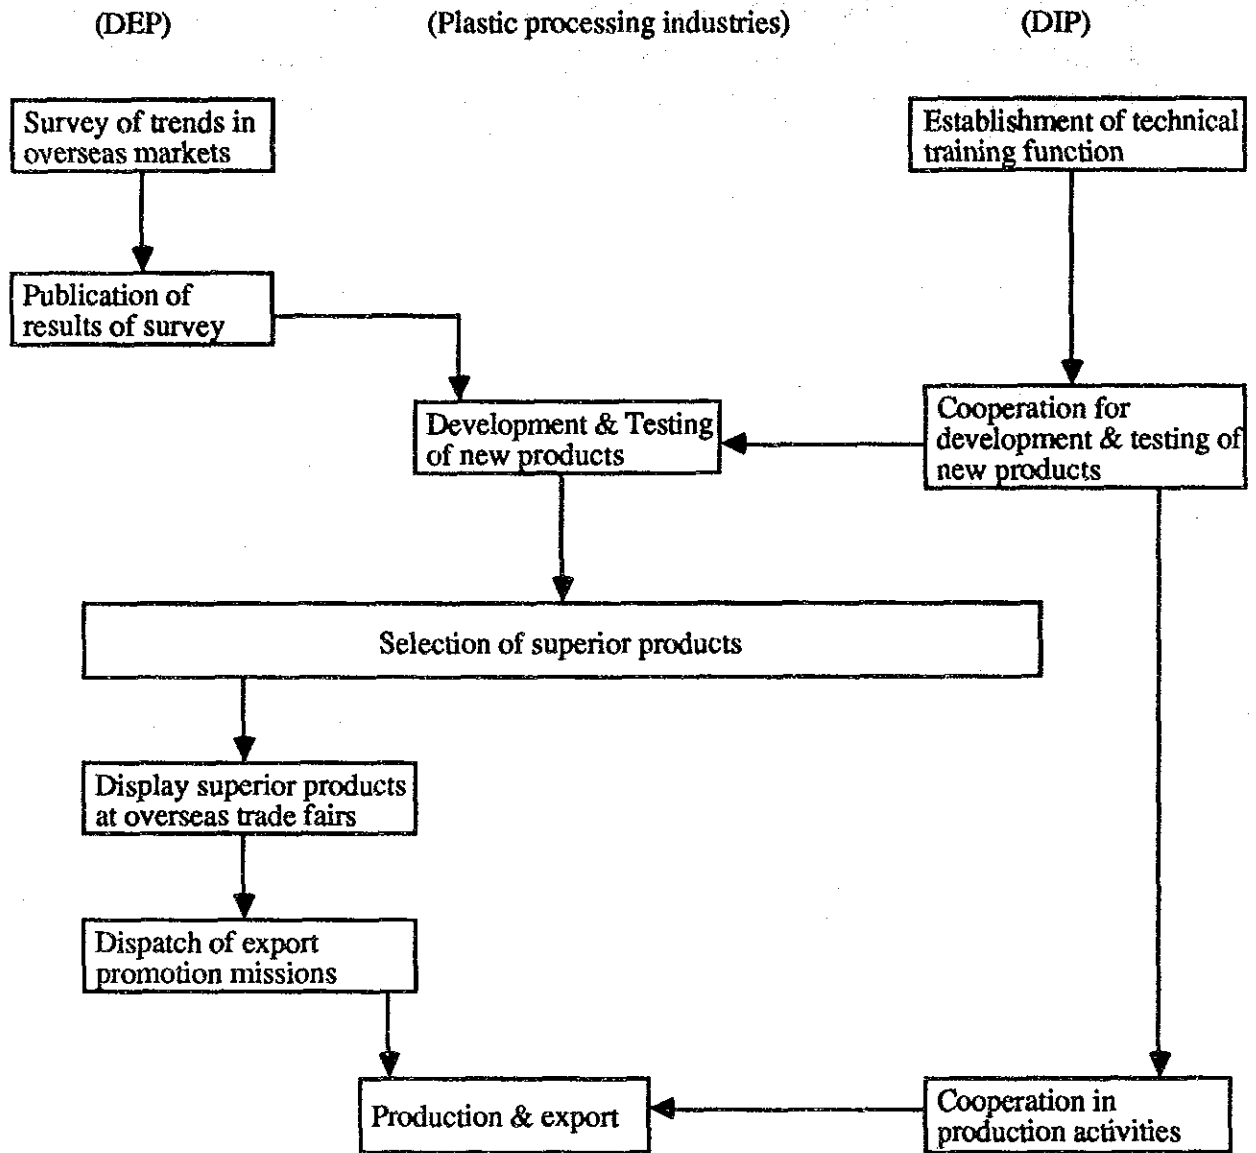 (DEP)
(Plastic processing industries)
(DIP)
Survey of trends in
overseas markets
Establishment of technical
training function
Publication of
results of survey
Development & Testing
of new products
Cooperation for
development & testing of
new products
Selection of superior products
Display superior products
at overseas trade fairs
Dispatch of export
promotion missions
Production & export
Cooperation in
production activities